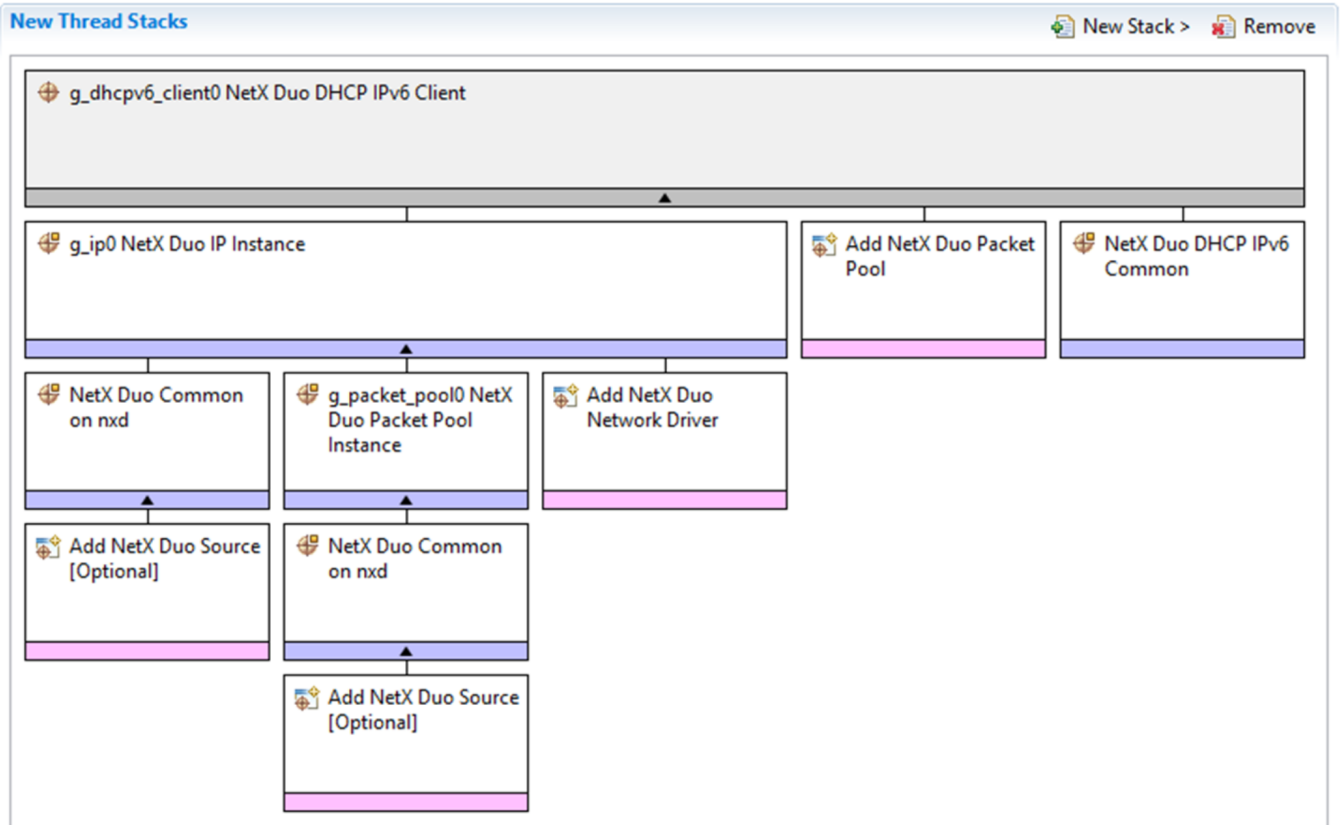 New Thread Stacks
New Stack >
Remove
g_dhcpv6_client0 NetX Duo DHCP IPv6 Client
g_ip0 NetX Duo IP Instance
Add NetX Duo Packet
Pool
NetX Duo DHCP IPv6
Common
NetX Duo Common
on nxd
g_packet_pool0 NetX
Duo Packet Pool
Instance
Add NetX Duo
Network Driver
Add NetX Duo Source
[Optional]
NetX Duo Common
on nxd
Add NetX Duo Source
[Optional]